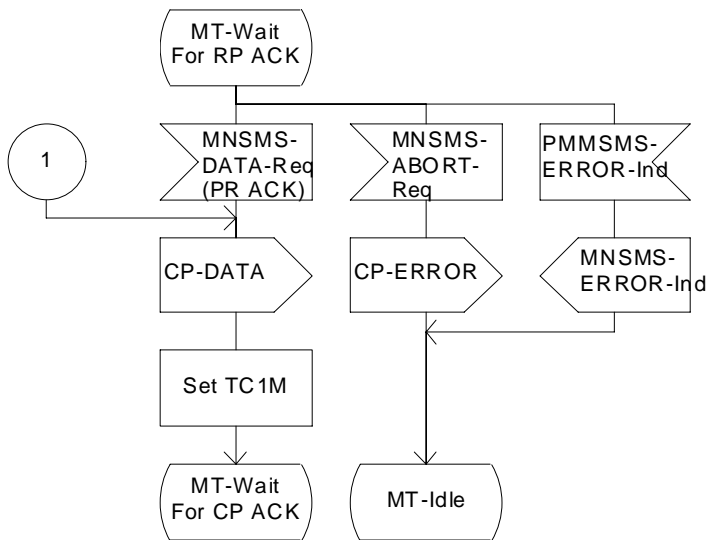 MT-Wait
For RP ACK
1
MNSMS-
DATA-Req
(PR ACK)
MNSMS-
ABORT-
Req
PMMSMS-
ERROR-Ind
CP-DATA
CP-ERROR
MNSMS-
ERROR-Ind
Set TC1M
MT-Wait
For CP ACK
MT-Idle